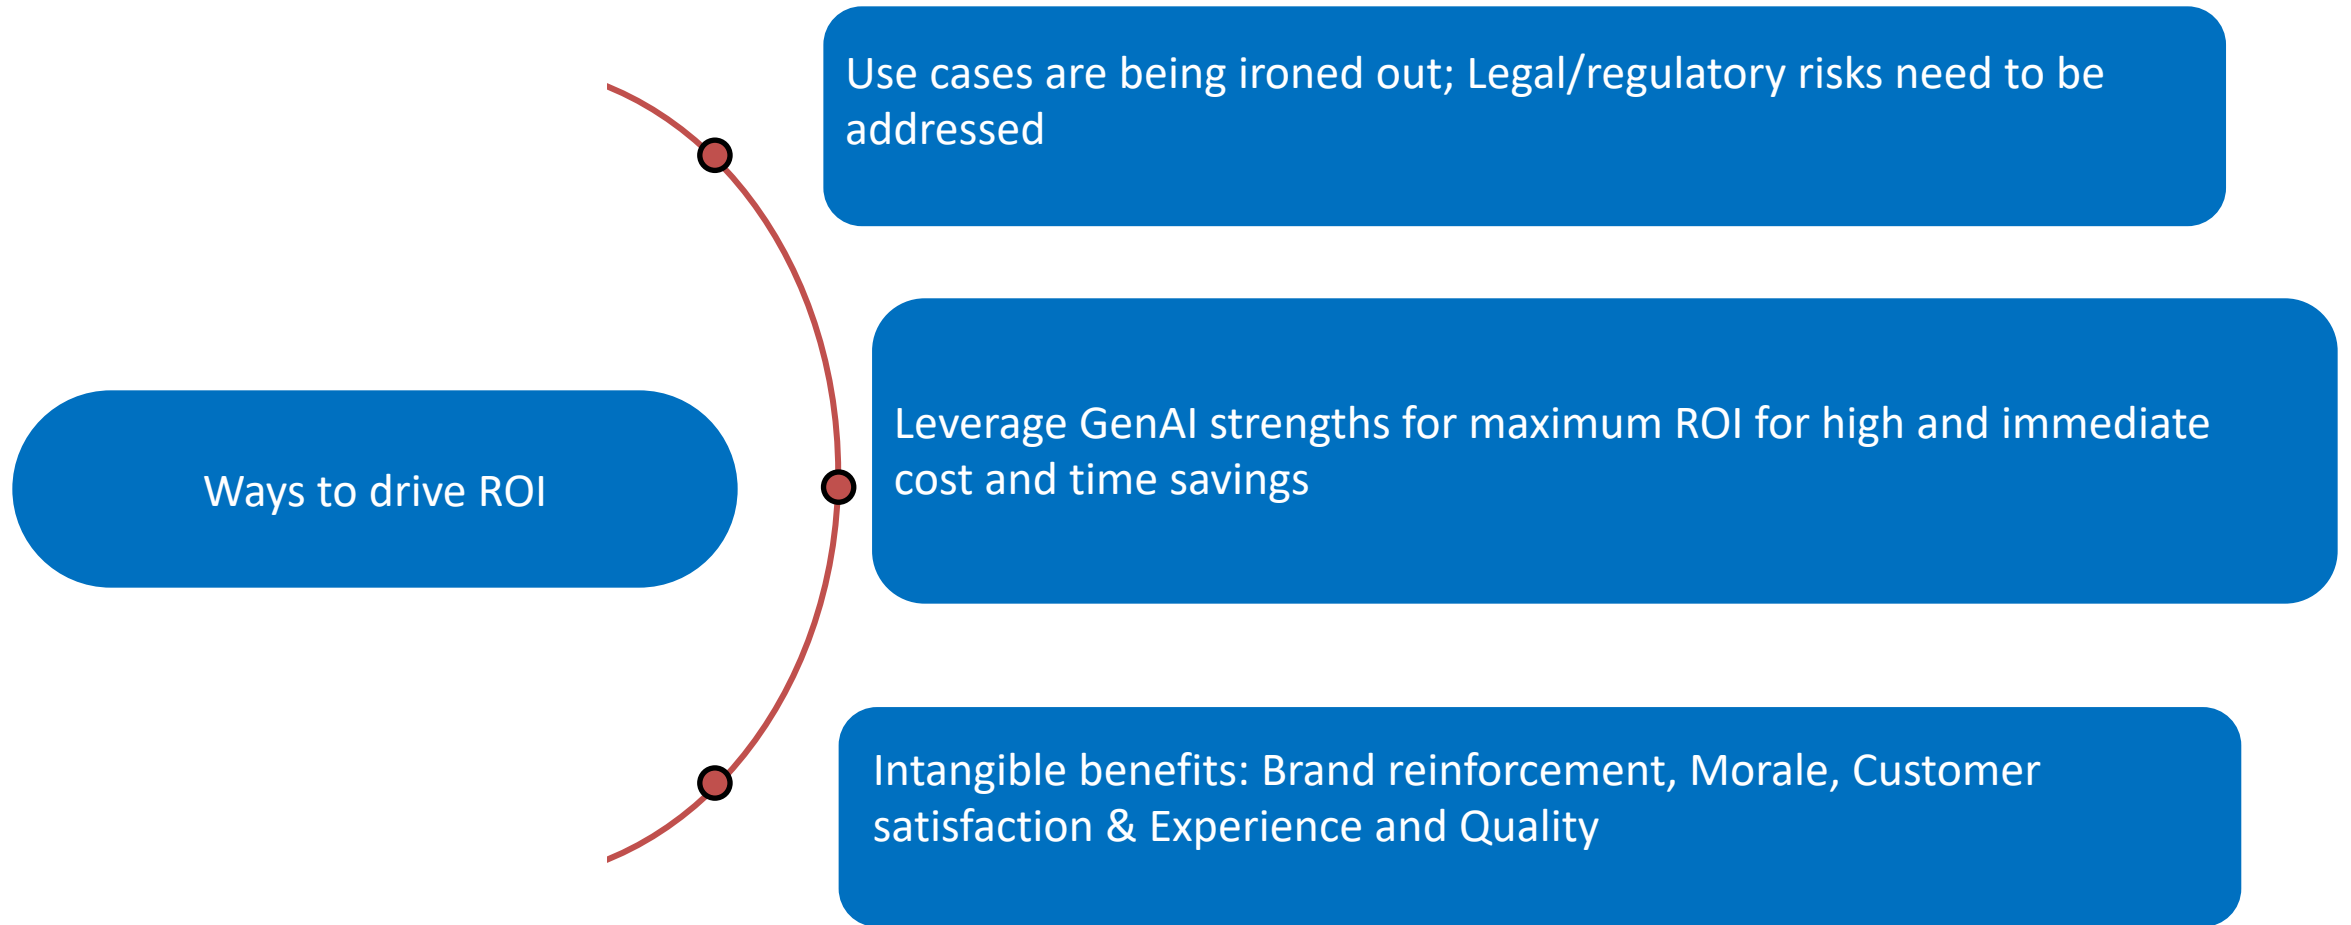 Use cases are being ironed out; Legal/regulatory risks need to be
addressed
Ways to drive ROI
Leverage GenAI strengths for maximum ROI for high and immediate
cost and time savings
Intangible benefits: Brand reinforcement, Morale, Customer
satisfaction & Experience and Quality